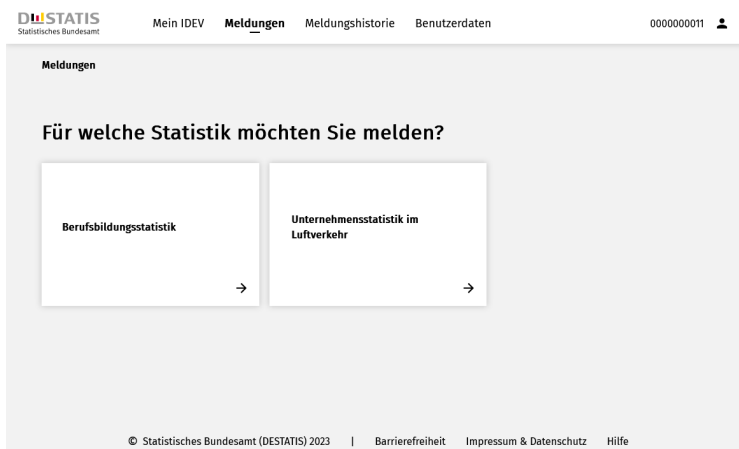 DESTATIS
Statistisches Bundesamt
Mein IDEV Meldungen Meldungshistorie Benutzerdaten 0000000011
Meldungen
Für welche Statistik möchten Sie melden?
Berufsbildungsstatistik
Unternehmensstatistik im
Luftverkehr
© Statistisches Bundesamt (DESTATIS) 2023 | Barrierefreiheit Impressum & Datenschutz Hilfe